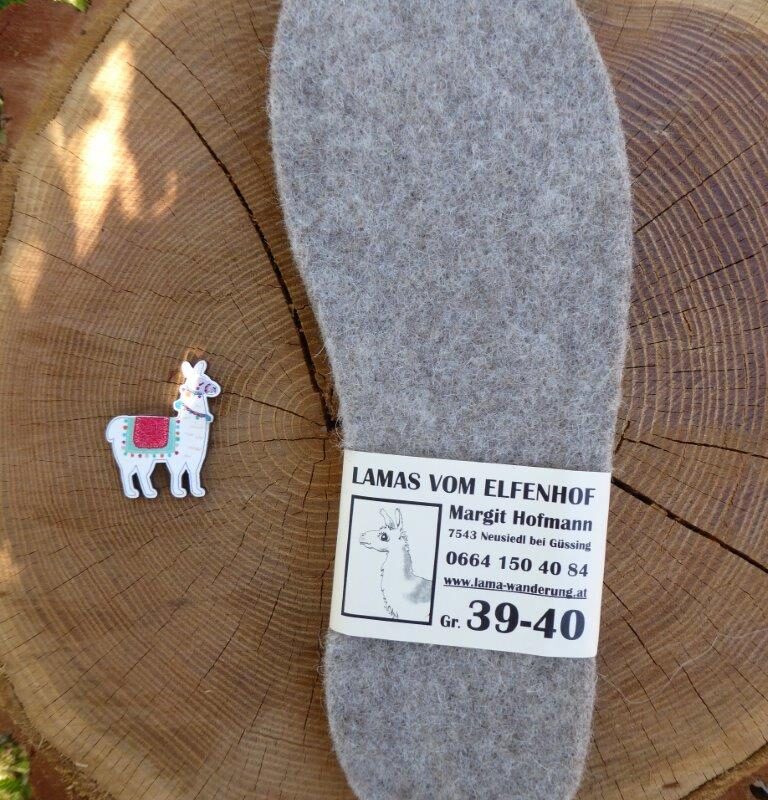 LAMAS VOM ELFENHOF
Margit Hofmann
7543 Neusiedl bei Güssing
0664 150 40 84
www.lama-wanderung.at
Gr. 39-40